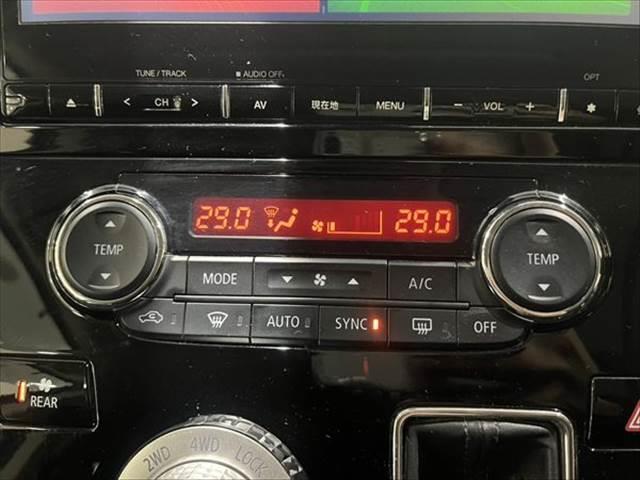 TUNE / TRACK ■ AUDIO OFF OPT
< CH > AV 現在地 MENU − VOL + ✱
29.0 29.0
TEMP TEMP
MODE A/C
AUTO SYNC OFF
REAR
2WD 4WD LOCK